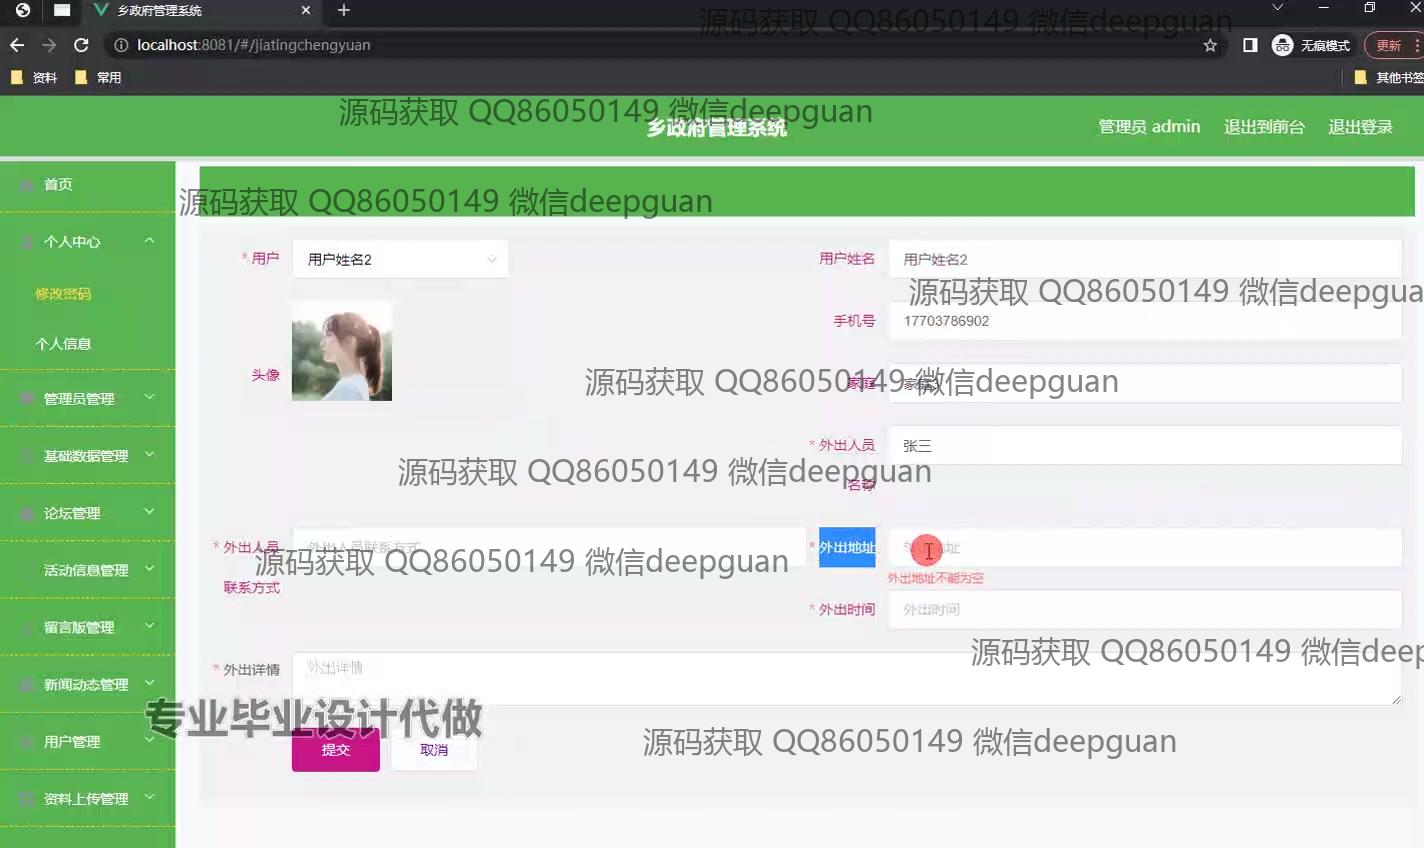 乡政府管理系统
localhost:8081/#/jiatingchengyuan
无痕模式
更新
资料
常用
其他书签
源码获取 QQ86050149 微信deepguan
源码获取 QQ86050149 微信deepguan
乡政府管理系统
管理员 admin
退出到前台
退出登录
首页
源码获取 QQ86050149 微信deepguan
个人中心
修改密码
个人信息
管理员管理
基础数据管理
论坛管理
活动信息管理
留言版管理
新闻动态管理
用户管理
资料上传管理
* 用户
用户姓名2
用户姓名
用户姓名2
源码获取 QQ86050149 微信deepgua
手机号
17703786902
头像
源码获取 QQ86050149 微信deepguan
家庭
* 外出人员
名称
张三
源码获取 QQ86050149 微信deepguan
* 外出人员
联系方式
外出人员联系方式
* 外出地址
源码获取 QQ86050149 微信deepguan
外出地址不能为空
* 外出时间
外出时间
源码获取 QQ86050149 微信deep
* 外出详情
外出详情
专业毕业设计代做
提交
取消
源码获取 QQ86050149 微信deepguan